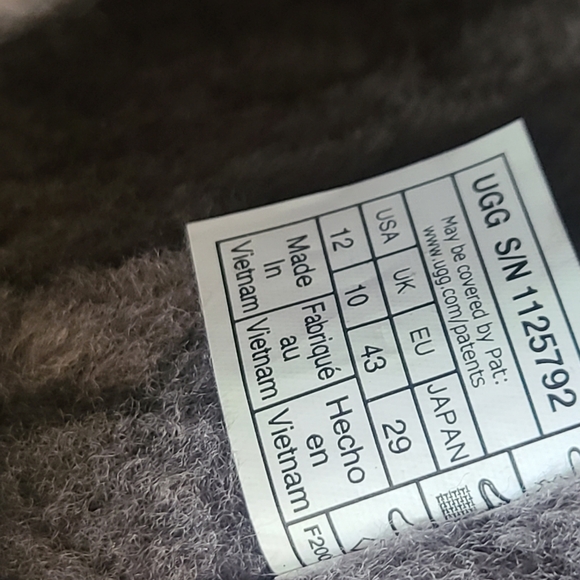 UGG S/N 1125792
May be covered by Pat:
www.ugg.com/patents
USA UK EU JAPAN
12 10 43 29
Made Fabriqué Hecho
In au en
Vietnam Vietnam Vietnam